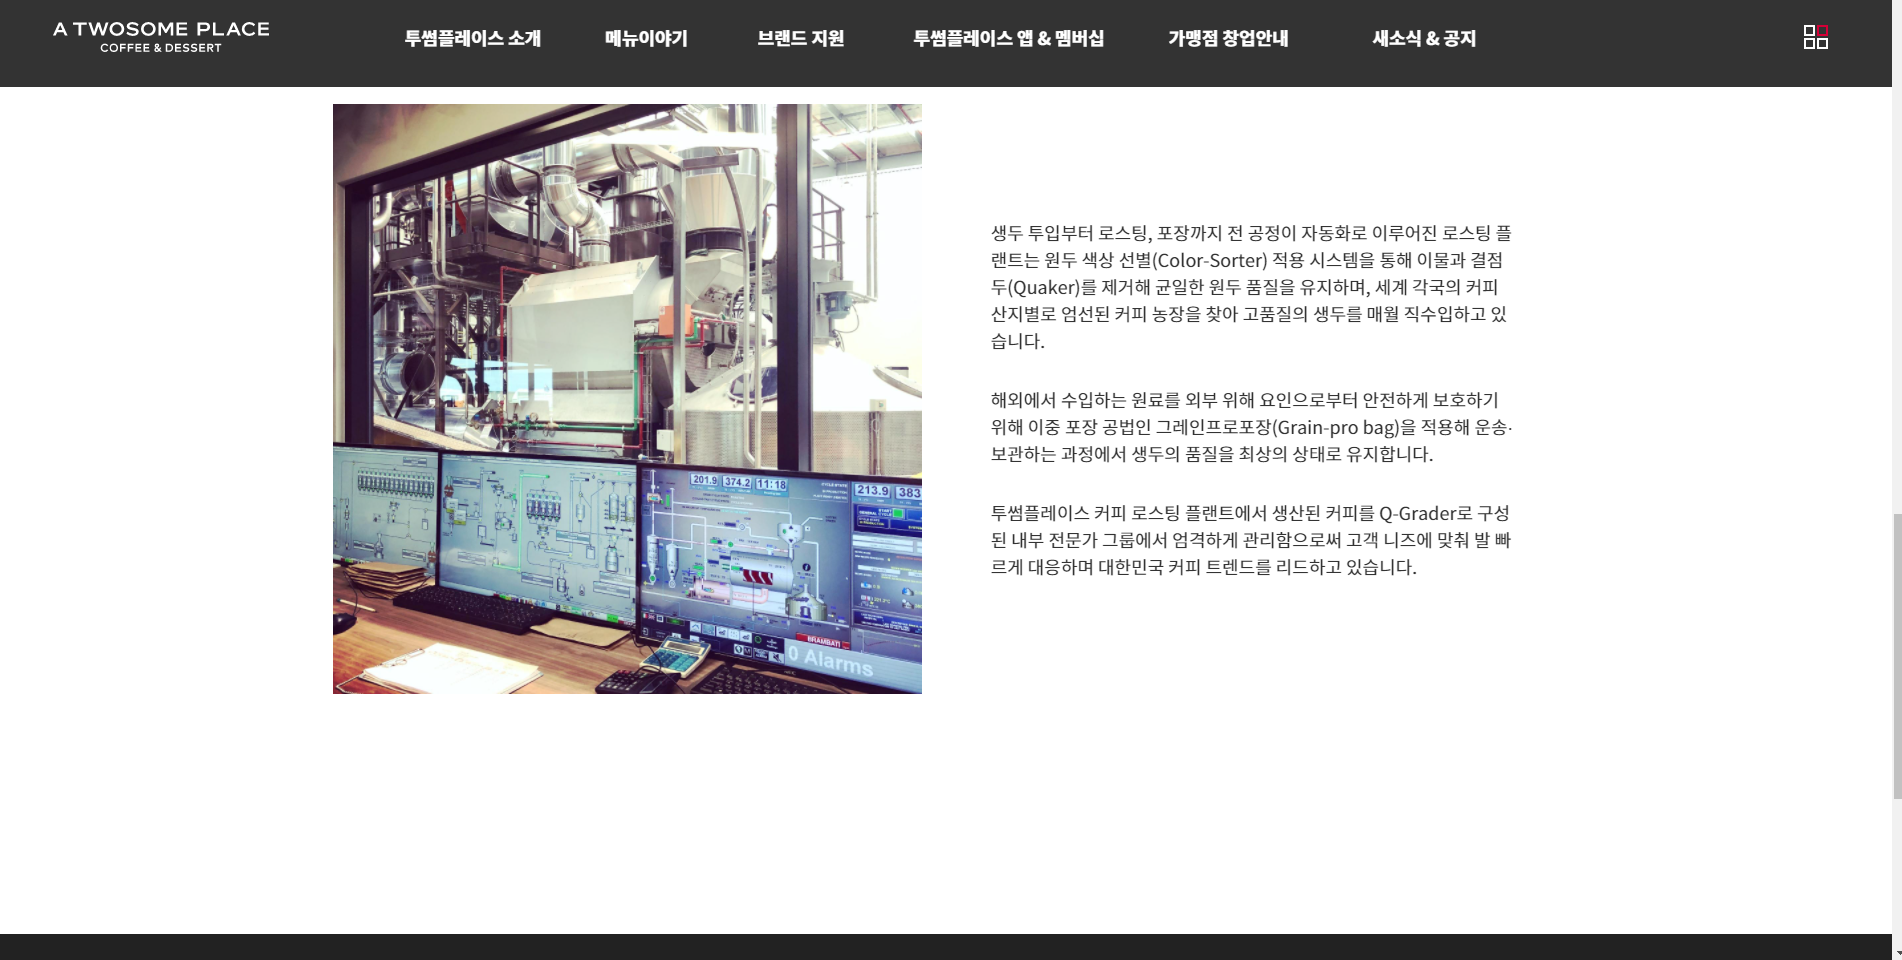 A TWOSOME PLACE
COFFEE & DESSERT
투썸플레이스 소개
메뉴이야기
브랜드 지원
투썸플레이스 앱 & 멤버십
가맹점 창업안내
새소식 & 공지
생두 투입부터 로스팅, 포장까지 전 공정이 자동화로 이루어진 로스팅 플
랜트는 원두 색상 선별(Color-Sorter) 적용 시스템을 통해 이물과 결점
두(Quaker)를 제거해 균일한 원두 품질을 유지하며, 세계 각국의 커피
산지별로 엄선된 커피 농장을 찾아 고품질의 생두를 매월 직수입하고 있
습니다.
해외에서 수입하는 원료를 외부 위해 요인으로부터 안전하게 보호하기
위해 이중 포장 공법인 그레인프로포장(Grain-pro bag)을 적용해 운송·
보관하는 과정에서 생두의 품질을 최상의 상태로 유지합니다.
투썸플레이스 커피 로스팅 플랜트에서 생산된 커피를 Q-Grader로 구성
된 내부 전문가 그룹에서 엄격하게 관리함으로써 고객 니즈에 맞춰 발 빠
르게 대응하며 대한민국 커피 트렌드를 리드하고 있습니다.
201.9 374.2 11:18
213.9 383
BRAMBATI
0 Alarms